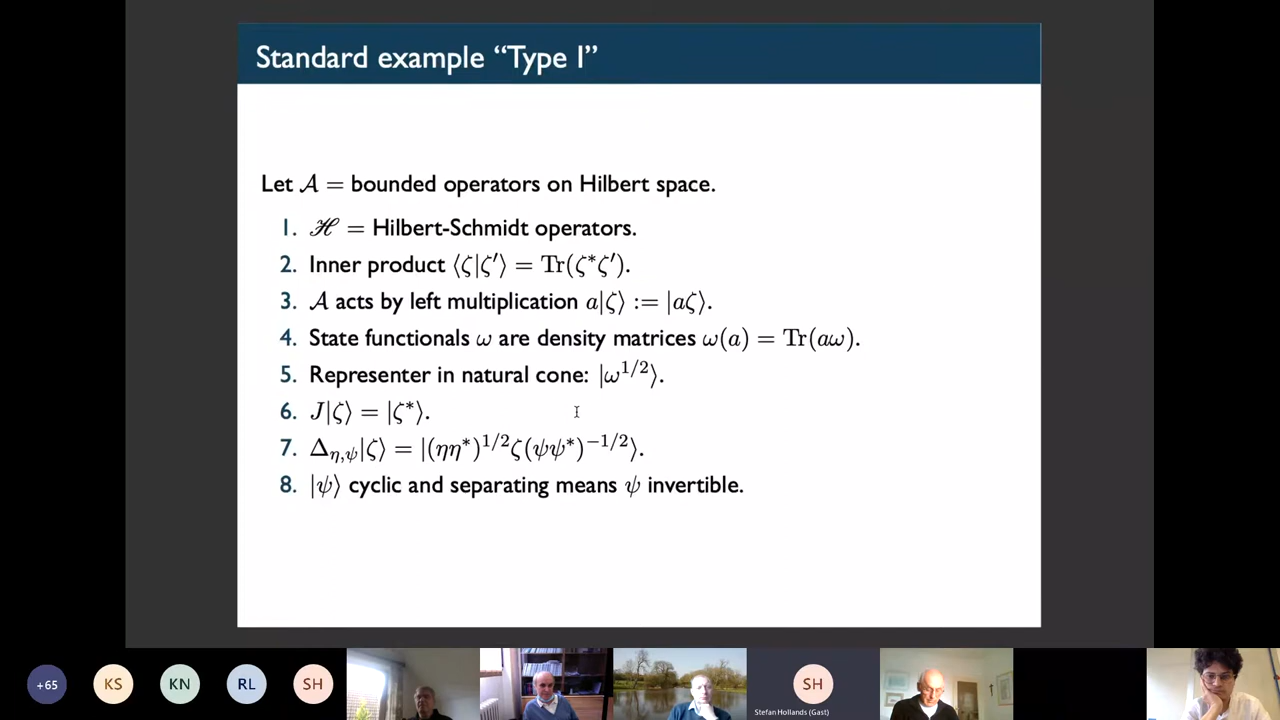 Standard example “Type I”
Let 𝒜 = bounded operators on Hilbert space.
1. ℋ = Hilbert-Schmidt operators.
2. Inner product ⟨ζ|ζ′⟩ = Tr(ζ*ζ′).
3. 𝒜 acts by left multiplication a|ζ⟩ := |aζ⟩.
4. State functionals ω are density matrices ω(a) = Tr(aω).
5. Representer in natural cone: |ω^{1/2}⟩.
6. J|ζ⟩ = |ζ*⟩.
7. Δ_{η,ψ}|ζ⟩ = |(ηη*)^{1/2}ζ(ψψ*)^{−1/2}⟩.
8. |ψ⟩ cyclic and separating means ψ invertible.
+65 KS KN RL SH SH
Stefan Hollands (Gast)